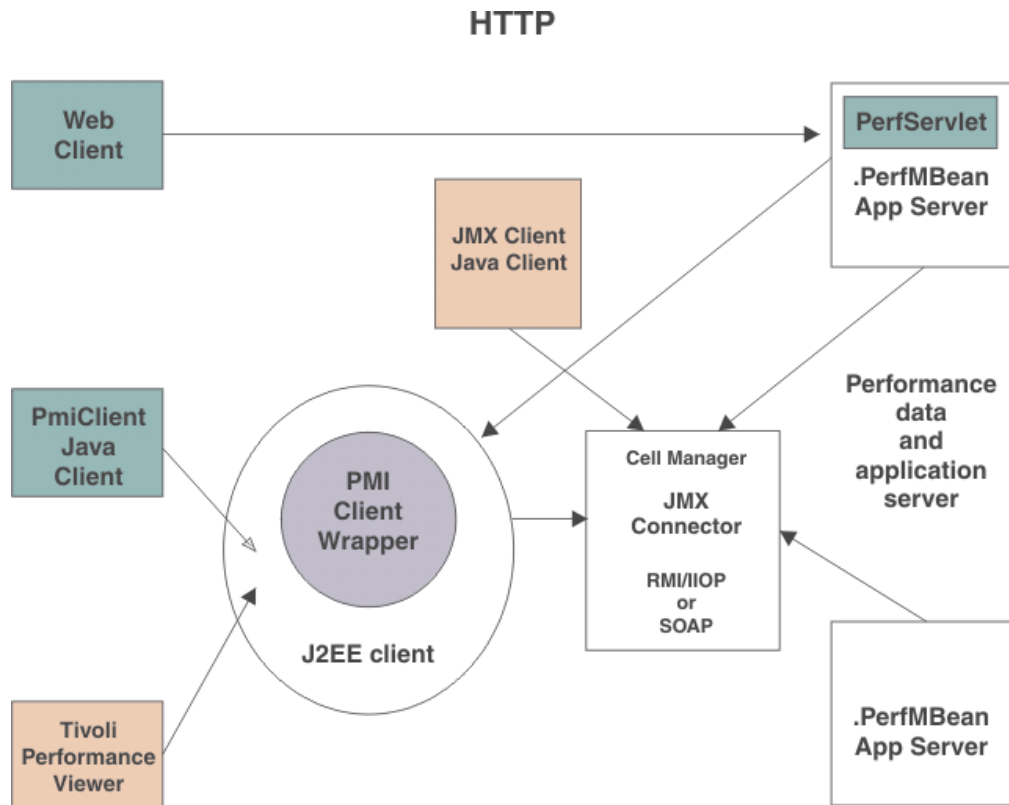 HTTP
Web
Client
PerfServlet
.PerfMBean
App Server
JMX Client
Java Client
PmiClient
Java
Client
PMI
Client
Wrapper
J2EE client
Cell Manager
JMX
Connector
RMI/IIOP
or
SOAP
Performance
data
and
application
server
Tivoli
Performance
Viewer
.PerfMBean
App Server